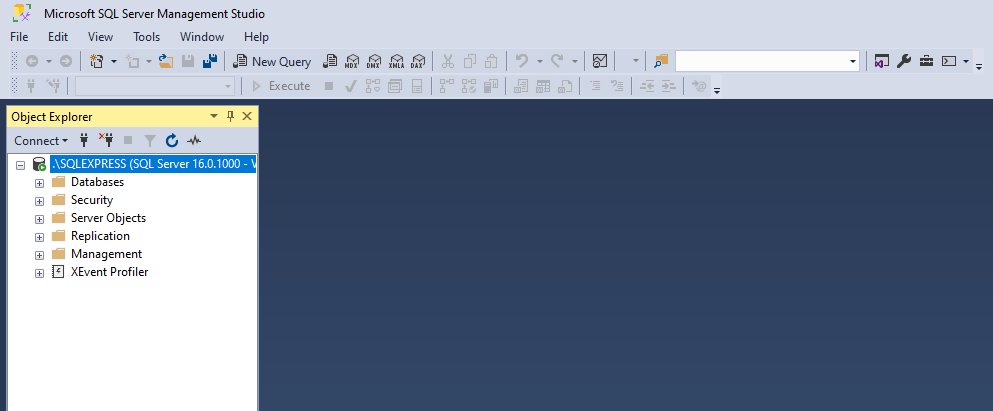 Microsoft SQL Server Management Studio
File Edit View Tools Window Help
New Query MDX DMX XMLA DAX
Execute
Object Explorer
Connect
.\SQLEXPRESS (SQL Server 16.0.1000 - V
Databases
Security
Server Objects
Replication
Management
XEvent Profiler